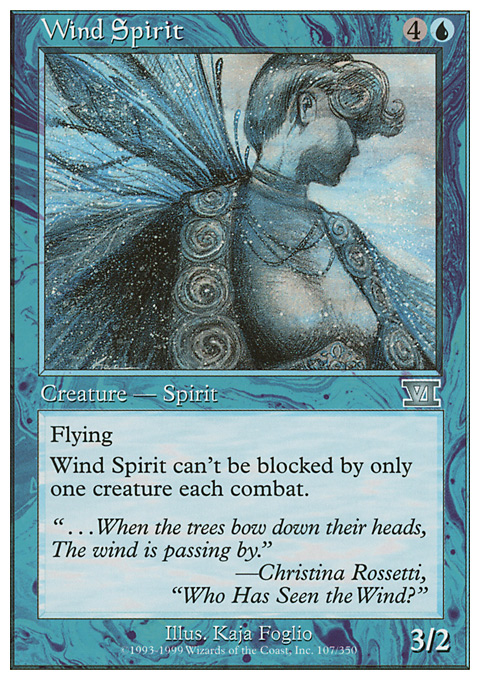 Wind Spirit 4
Creature — Spirit VI
Flying
Wind Spirit can't be blocked by only
one creature each combat.
“. . .When the trees bow down their heads,
The wind is passing by.”
—Christina Rossetti,
“Who Has Seen the Wind?”
Illus. Kaja Foglio
© 1993-1999 Wizards of the Coast, Inc. 107/350
3/2